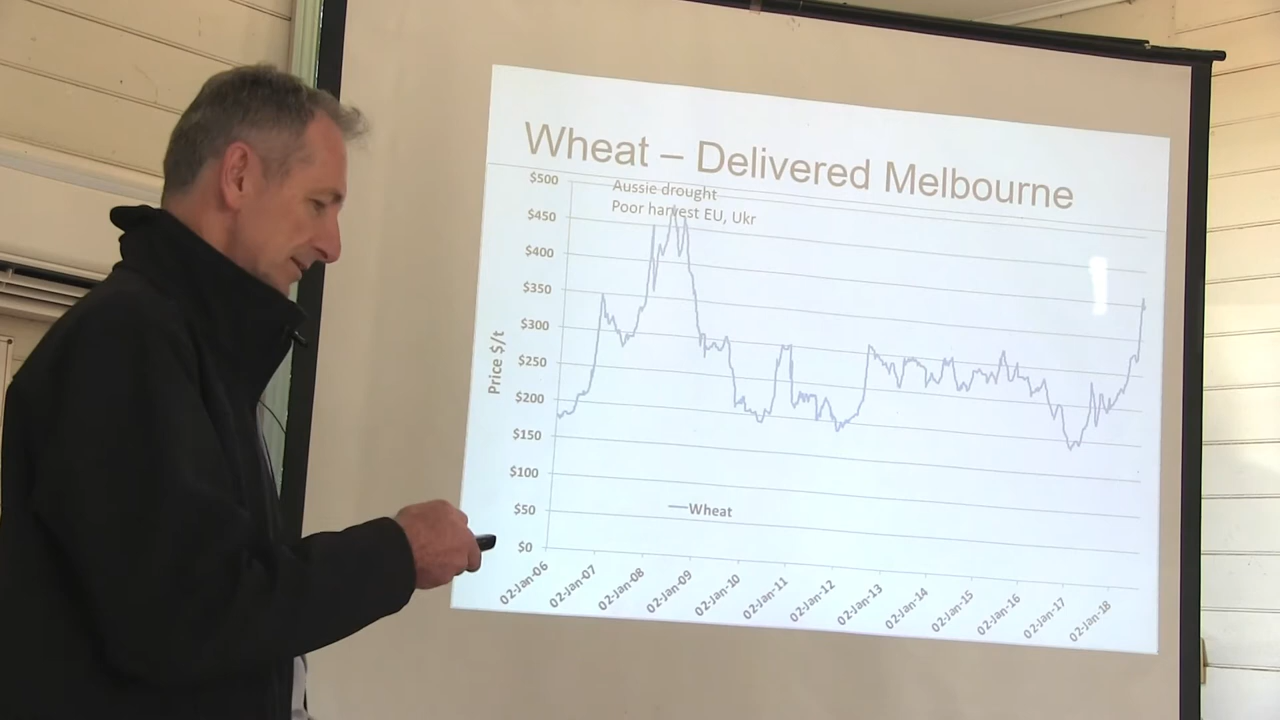 Wheat – Delivered Melbourne
Aussie drought
Poor harvest EU, Ukr
$500
$450
$400
$350
$300
$250
$200
$150
$100
$50
$0
Price $/t
Wheat
02-Jan-06
02-Jan-07
02-Jan-08
02-Jan-09
02-Jan-10
02-Jan-11
02-Jan-12
02-Jan-13
02-Jan-14
02-Jan-15
02-Jan-16
02-Jan-17
02-Jan-18